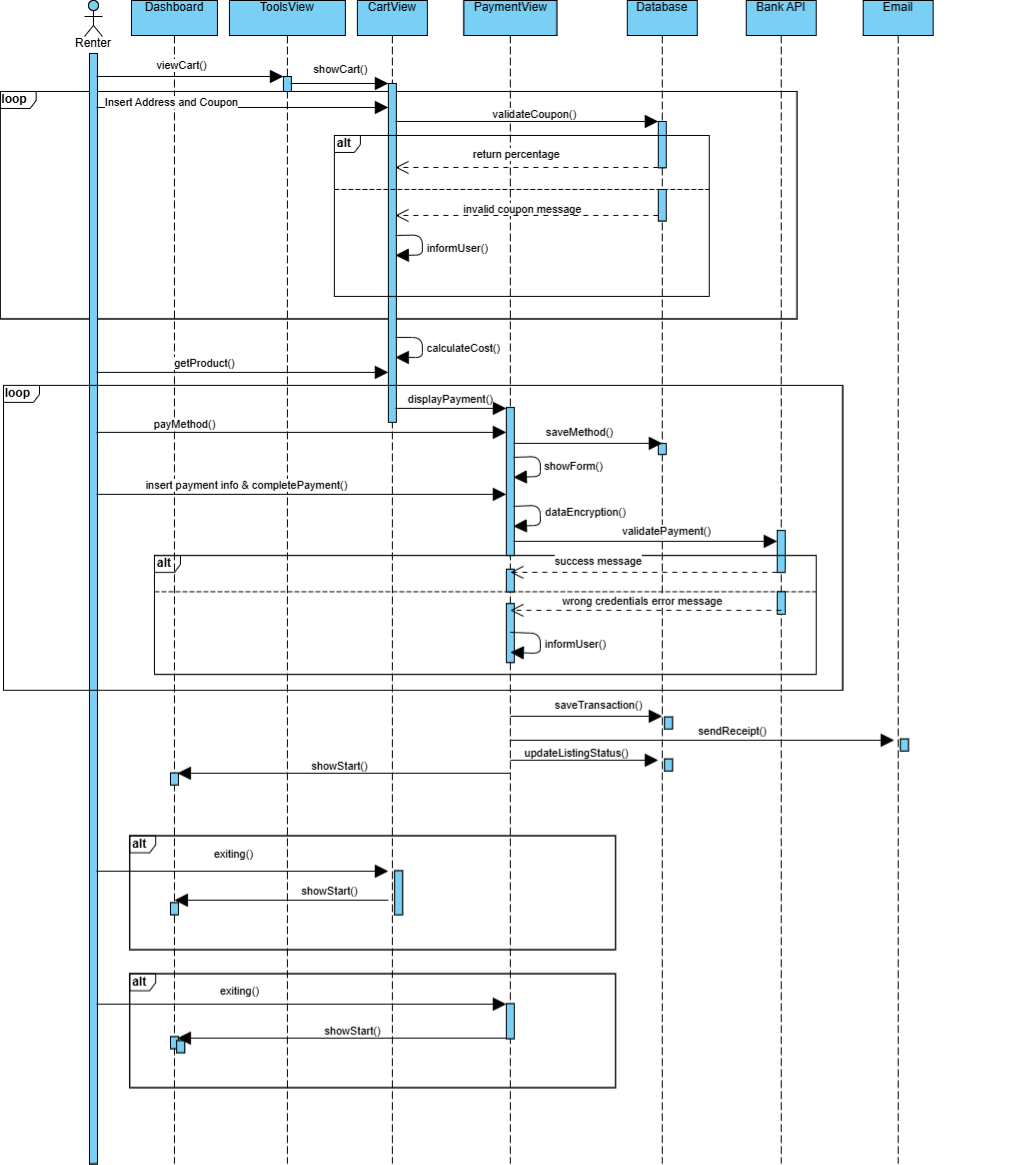 Dashboard
ToolsView
CartView
PaymentView
Database
Bank API
Email
Renter
viewCart()
showCart()
loop
Insert Address and Coupon
validateCoupon()
alt
return percentage
invalid coupon message
informUser()
calculateCost()
getProduct()
loop
displayPayment()
payMethod()
saveMethod()
showForm()
insert payment info & completePayment()
dataEncryption()
validatePayment()
alt
success message
wrong credentials error message
informUser()
saveTransaction()
sendReceipt()
updateListingStatus()
showStart()
alt
exiting()
showStart()
alt
exiting()
showStart()